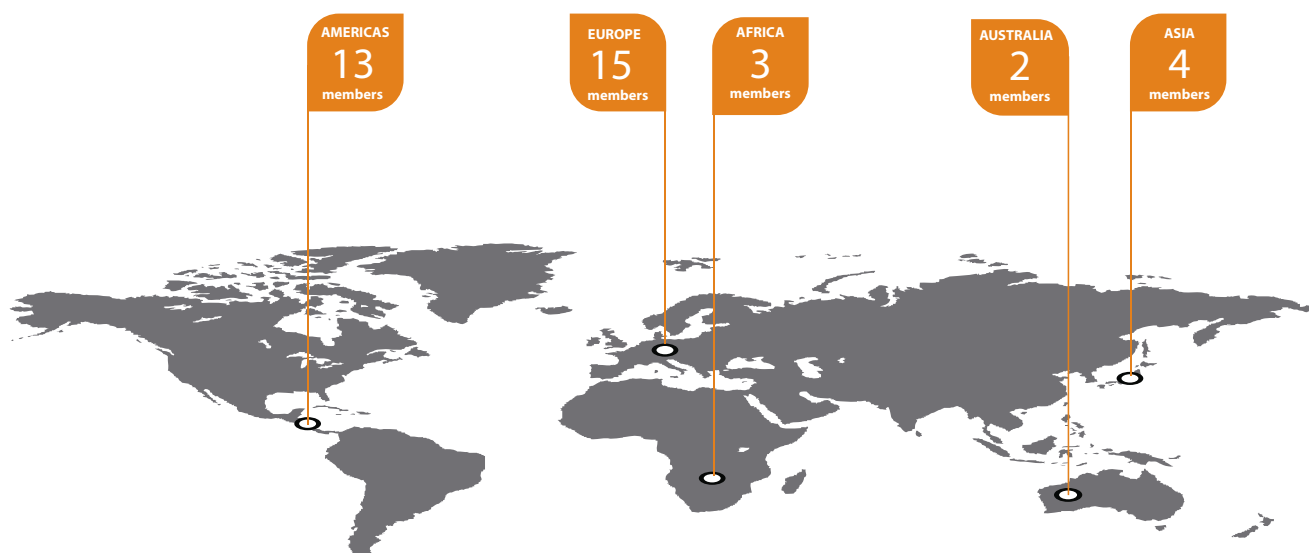 AMERICAS
13
members
EUROPE
15
members
AFRICA
3
members
AUSTRALIA
2
members
ASIA
4
members